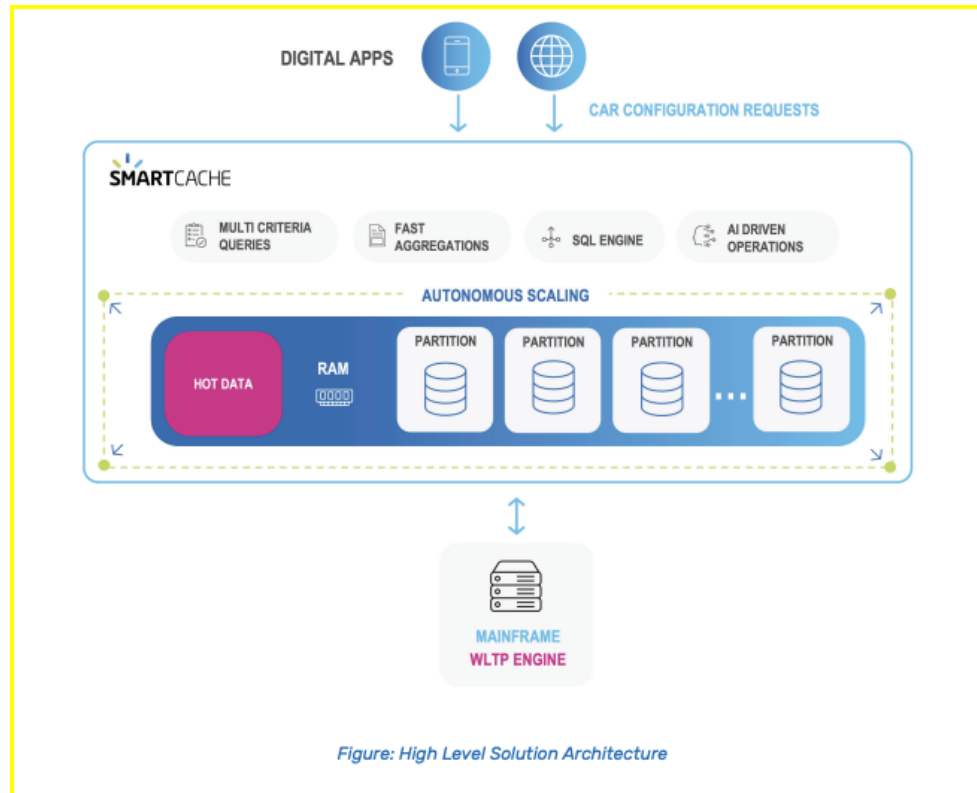 DIGITAL APPS
CAR CONFIGURATION REQUESTS
SMARTCACHE
MULTI CRITERIA
QUERIES
FAST
AGGREGATIONS
SQL ENGINE
AI DRIVEN
OPERATIONS
AUTONOMOUS SCALING
HOT DATA
RAM
PARTITION
PARTITION
PARTITION
...
PARTITION
MAINFRAME
WLTP ENGINE
Figure: High Level Solution Architecture